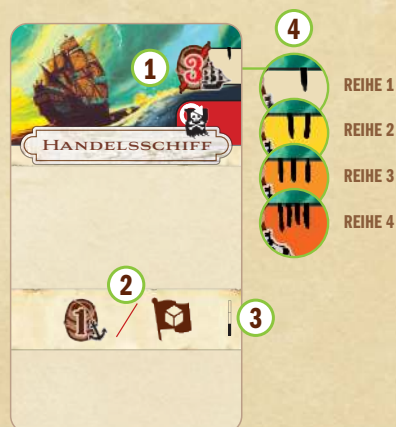 4
1
3
REIHE 1
HANDELSSCHIFF
REIHE 2
REIHE 3
REIHE 4
2
1
3